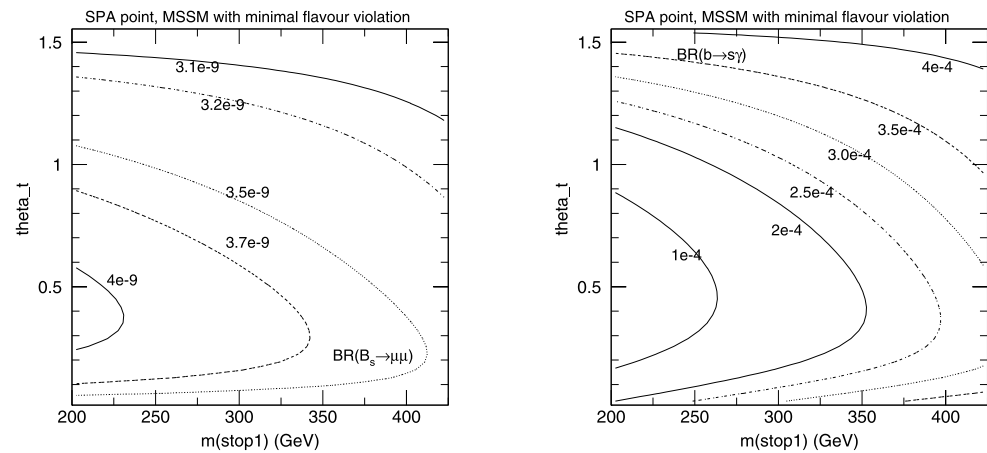 SPA point, MSSM with minimal flavour violation
1.5
1
0.5
theta_t
3.1e-9
3.2e-9
3.5e-9
3.7e-9
4e-9
BR(Bs→μμ)
200 250 300 350 400
m(stop1) (GeV)
SPA point, MSSM with minimal flavour violation
1.5
1
0.5
theta_t
BR(b→sγ)
4e-4
3.5e-4
3.0e-4
2.5e-4
2e-4
1e-4
200 250 300 350 400
m(stop1) (GeV)